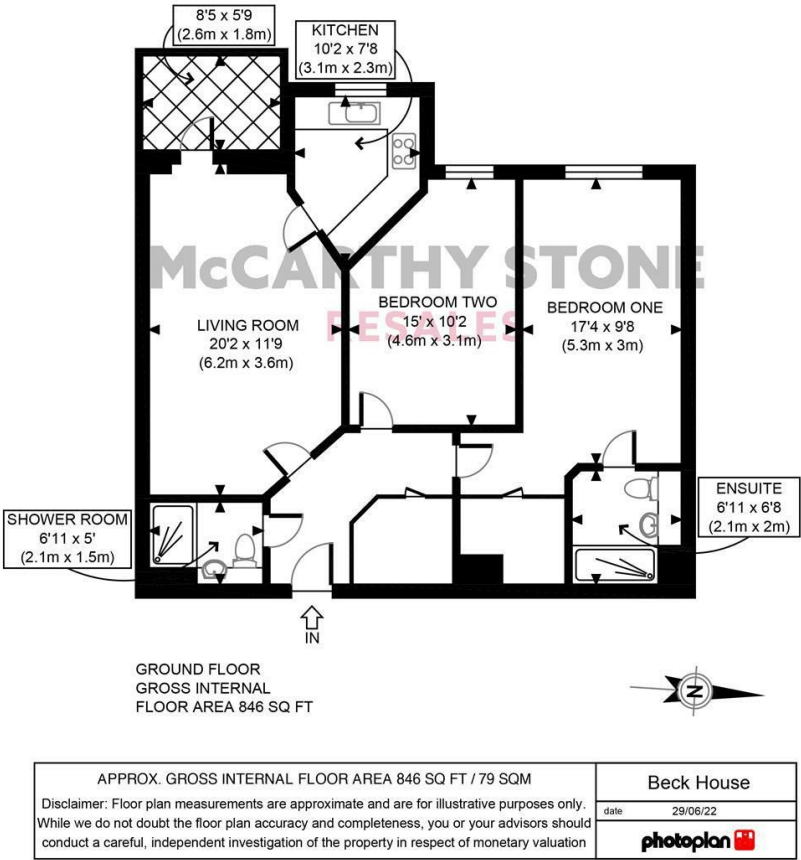 8'5 x 5'9
(2.6m x 1.8m)
KITCHEN
10'2 x 7'8
(3.1m x 2.3m)
McCARTHY STONE
RESALES
BEDROOM TWO
15' x 10'2
(4.6m x 3.1m)
BEDROOM ONE
17'4 x 9'8
(5.3m x 3m)
LIVING ROOM
20'2 x 11'9
(6.2m x 3.6m)
ENSUITE
6'11 x 6'8
(2.1m x 2m)
SHOWER ROOM
6'11 x 5'
(2.1m x 1.5m)
IN
GROUND FLOOR
GROSS INTERNAL
FLOOR AREA 846 SQ FT
N
APPROX. GROSS INTERNAL FLOOR AREA 846 SQ FT / 79 SQM
Disclaimer: Floor plan measurements are approximate and are for illustrative purposes only.
While we do not doubt the floor plan accuracy and completeness, you or your advisors should
conduct a careful, independent investigation of the property in respect of monetary valuation
Beck House
date 29/06/22
photoplan